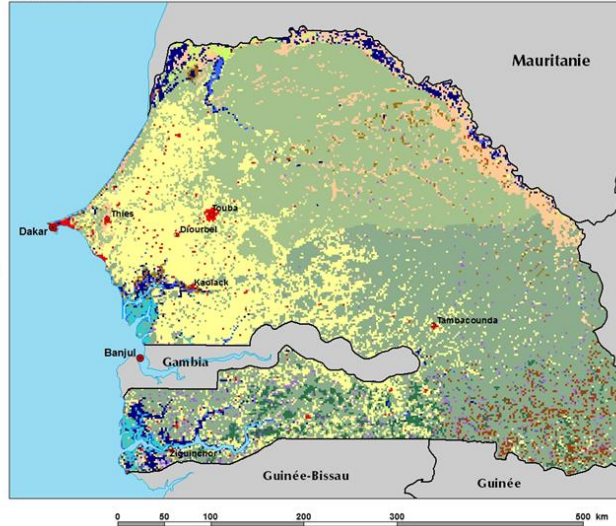 Mauritanie
Touba
Thies
Dakar
Diourbel
Kaolack
Tambacounda
Banjul
Gambia
Ziguinchor
Guinée-Bissau
Guinée
0 50 100 200 300 500 km